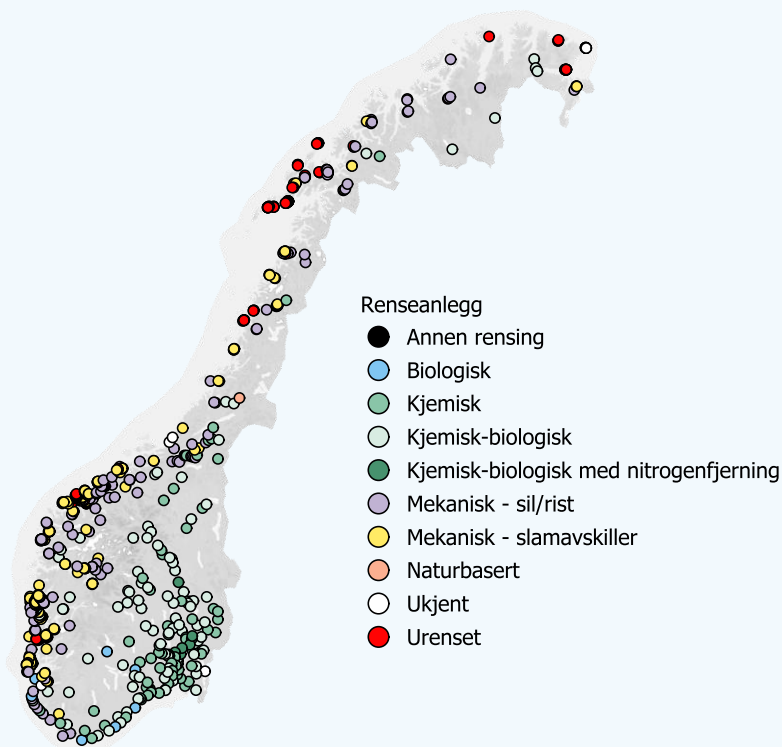 Renseanlegg
Annen rensing
Biologisk
Kjemisk
Kjemisk-biologisk
Kjemisk-biologisk med nitrogenfjerning
Mekanisk - sil/rist
Mekanisk - slamavskiller
Naturbasert
Ukjent
Urenset